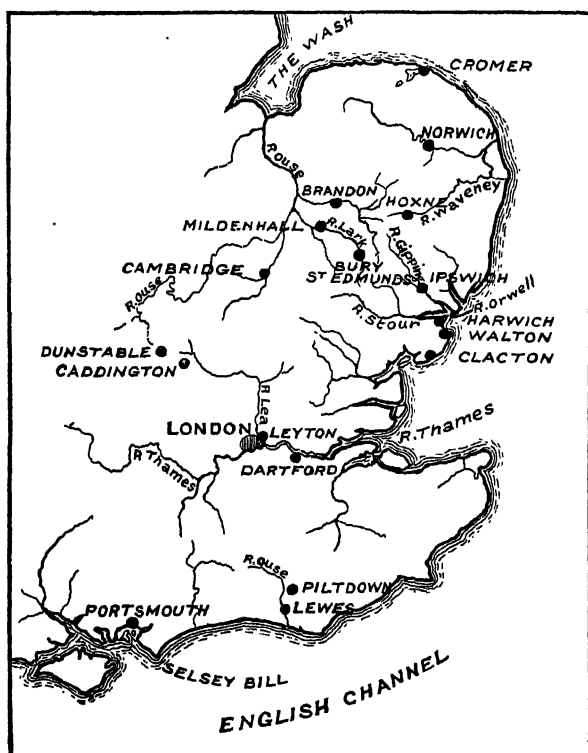 THE WASH
CROMER
NORWICH
R.OUSE
BRANDON
HOXNE
R. Waveney
MILDENHALL
R. Lark
R. Gipping
BURY
ST EDMUNDS
IPSWICH
CAMBRIDGE
R. Ouse
R. Stour
R. Orwell
HARWICH
WALTON
CLACTON
DUNSTABLE
CADDINGTON
R. Lea
LONDON
LEYTON
R. Thames
R Thames
DARTFORD
R. OUSE
PILTDOWN
LEWES
PORTSMOUTH
SELSEY BILL
ENGLISH CHANNEL